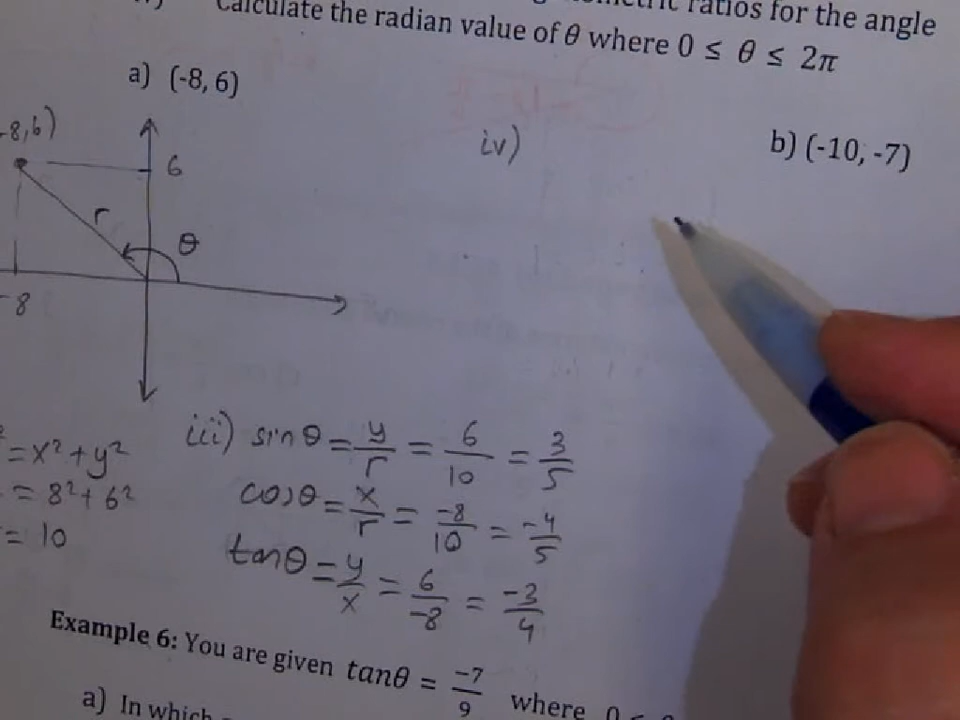 ratios for the angle
Calculate the radian value of θ where 0 ≤ θ ≤ 2π
a) (-8, 6)
b) (-10, -7)
-8,6)
6
r
θ
-8
iv)
= x² + y²
= 8² + 6²
= 10
iii) sinθ = y/r = 6/10 = 3/5
cosθ = x/r = -8/10 = -4/5
tanθ = y/x = 6/-8 = -3/4
Example 6: You are given tanθ = -7/9 where 0 ≤
a) In which